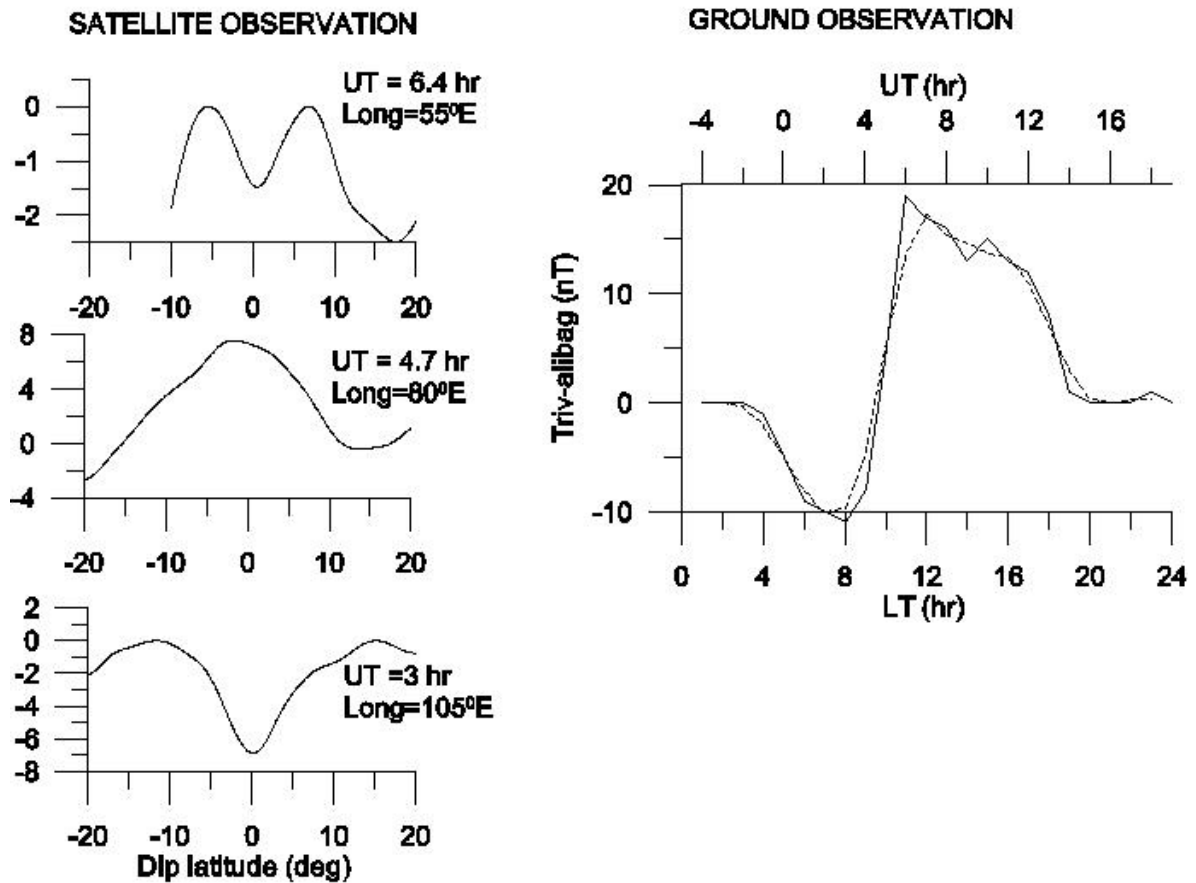 SATELLITE OBSERVATION
UT = 6.4 hr
Long=55⁰E
0
-1
-2
-20 -10 0 10 20
UT = 4.7 hr
Long=80⁰E
8
4
0
-4
-20 -10 0 10 20
UT =3 hr
Long=105⁰E
2
0
-2
-4
-6
-8
-20 -10 0 10 20
Dip latitude (deg)
GROUND OBSERVATION
UT (hr)
-4 0 4 8 12 16
Triv-alibag (nT)
20
10
0
-10
0 4 8 12 16 20 24
LT (hr)